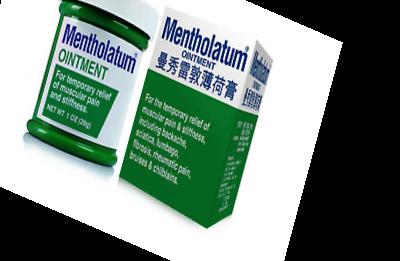 Mentholatum®
OINTMENT
For temporary relief
of muscular pain
and stiffness.
NET WT 1 OZ (28g)
Mentholatum®
OINTMENT
曼秀雷敦薄荷膏
For the temporary relief of
muscular pain & stiffness,
including backache,
sciatica, lumbago,
fibrosis, rheumatic pain,
bruises & chilblains.
Mentholatum